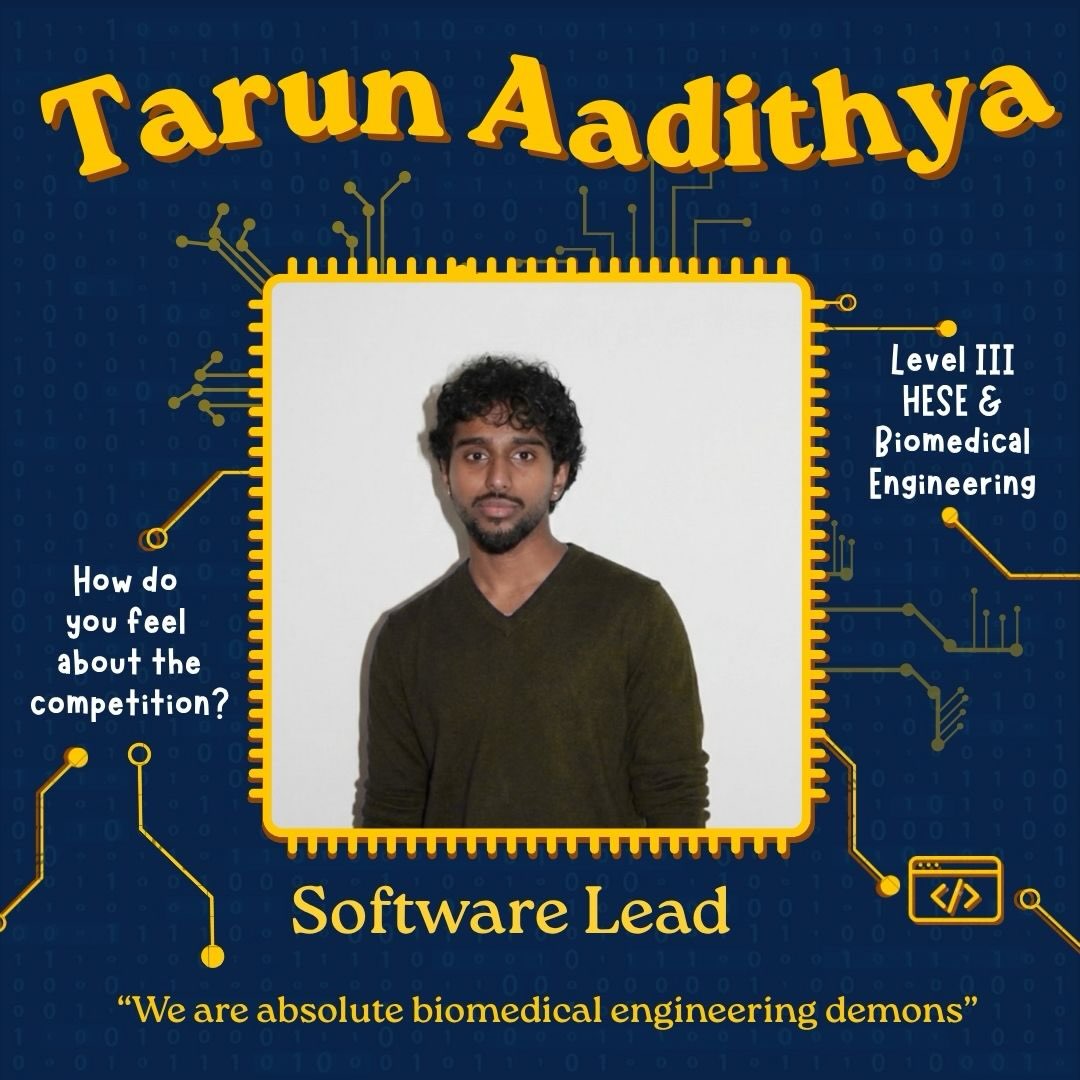 Tarun Aadithya
Level III
HESE &
Biomedical
Engineering
How do
you feel
about the
competition?
</>
Software Lead
“We are absolute biomedical engineering demons”